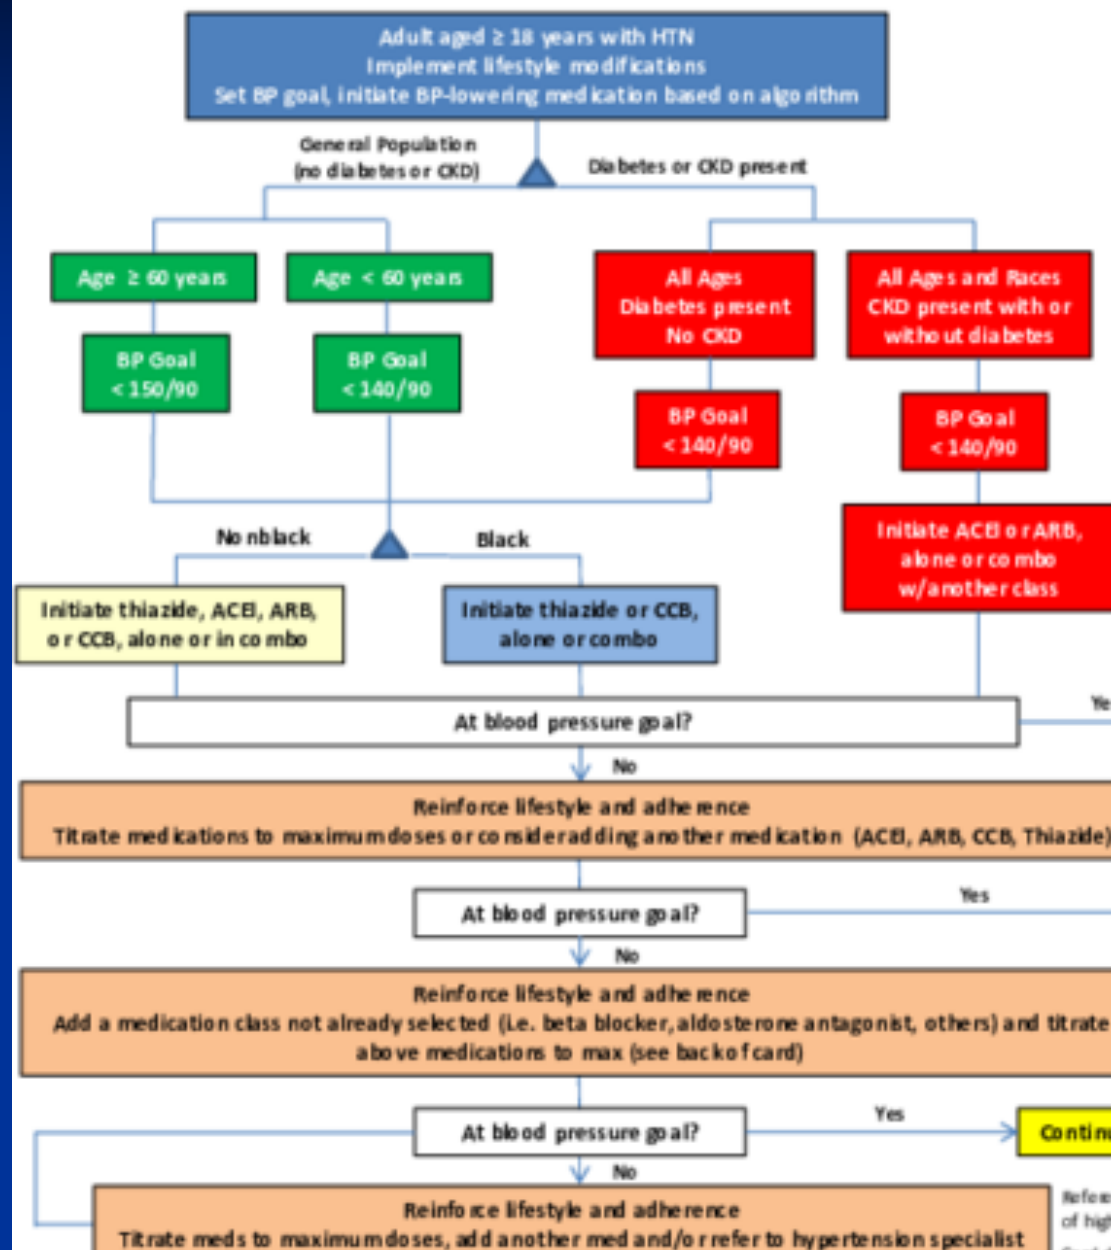 Adult aged ≥ 18 years with HTN
Implement lifestyle modifications
Set BP goal, initiate BP-lowering medication based on algorithm
General Population
(no diabetes or CKD)
Diabetes or CKD present
Age ≥ 60 years
Age < 60 years
All Ages
Diabetes present
No CKD
All Ages and Races
CKD present with or
without diabetes
BP Goal
< 150/90
BP Goal
< 140/90
BP Goal
< 140/90
BP Goal
< 140/90
Nonblack
Black
Initiate ACEI or ARB,
alone or combo
w/another class
Initiate thiazide, ACEI, ARB,
or CCB, alone or in combo
Initiate thiazide or CCB,
alone or combo
At blood pressure goal?
Ye
No
Reinforce lifestyle and adherence
Titrate medications to maximum doses or consider adding another medication (ACEI, ARB, CCB, Thiazide)
At blood pressure goal?
Yes
No
Reinforce lifestyle and adherence
Add a medication class not already selected (i.e. beta blocker, aldosterone antagonist, others) and titrate
above medications to max (see back of card)
At blood pressure goal?
Yes
Contin
No
Reinforce lifestyle and adherence
Titrate meds to maximum doses, add another med and/or refer to hypertension specialist
Refere
of high